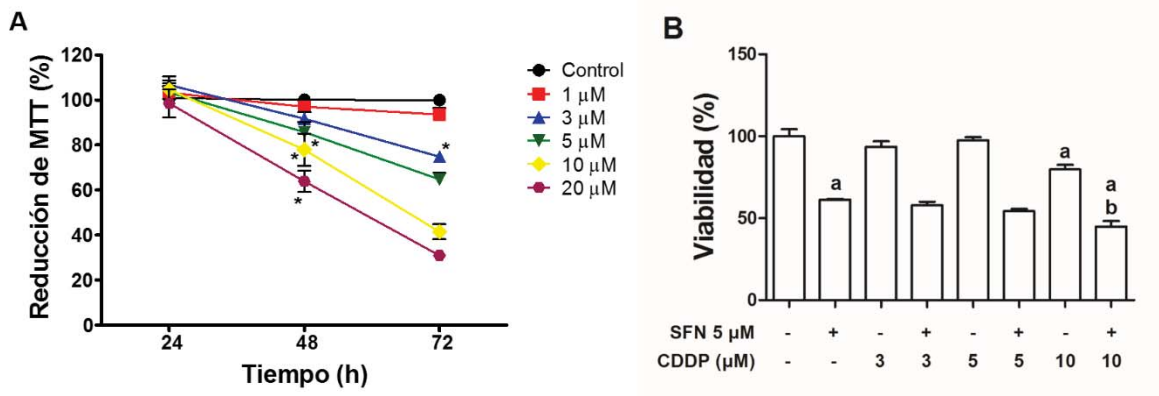 A
Reducción de MTT (%)
120
100
80
60
40
20
0
24 48 72
Tiempo (h)
* * * *
Control
1 µM
3 µM
5 µM
10 µM
20 µM
B
Viabilidad (%)
150
100
50
0
a a a
b
SFN 5 µM - + - + - + - +
CDDP (µM) - - 3 3 5 5 10 10